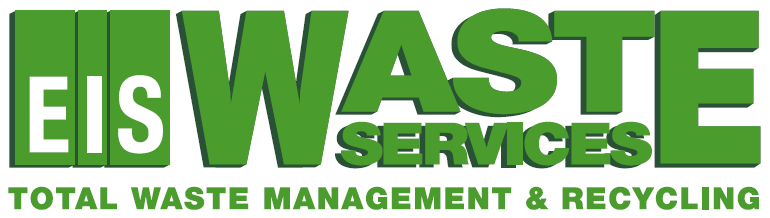 EIS WASTE
SERVICES
TOTAL WASTE MANAGEMENT & RECYCLING